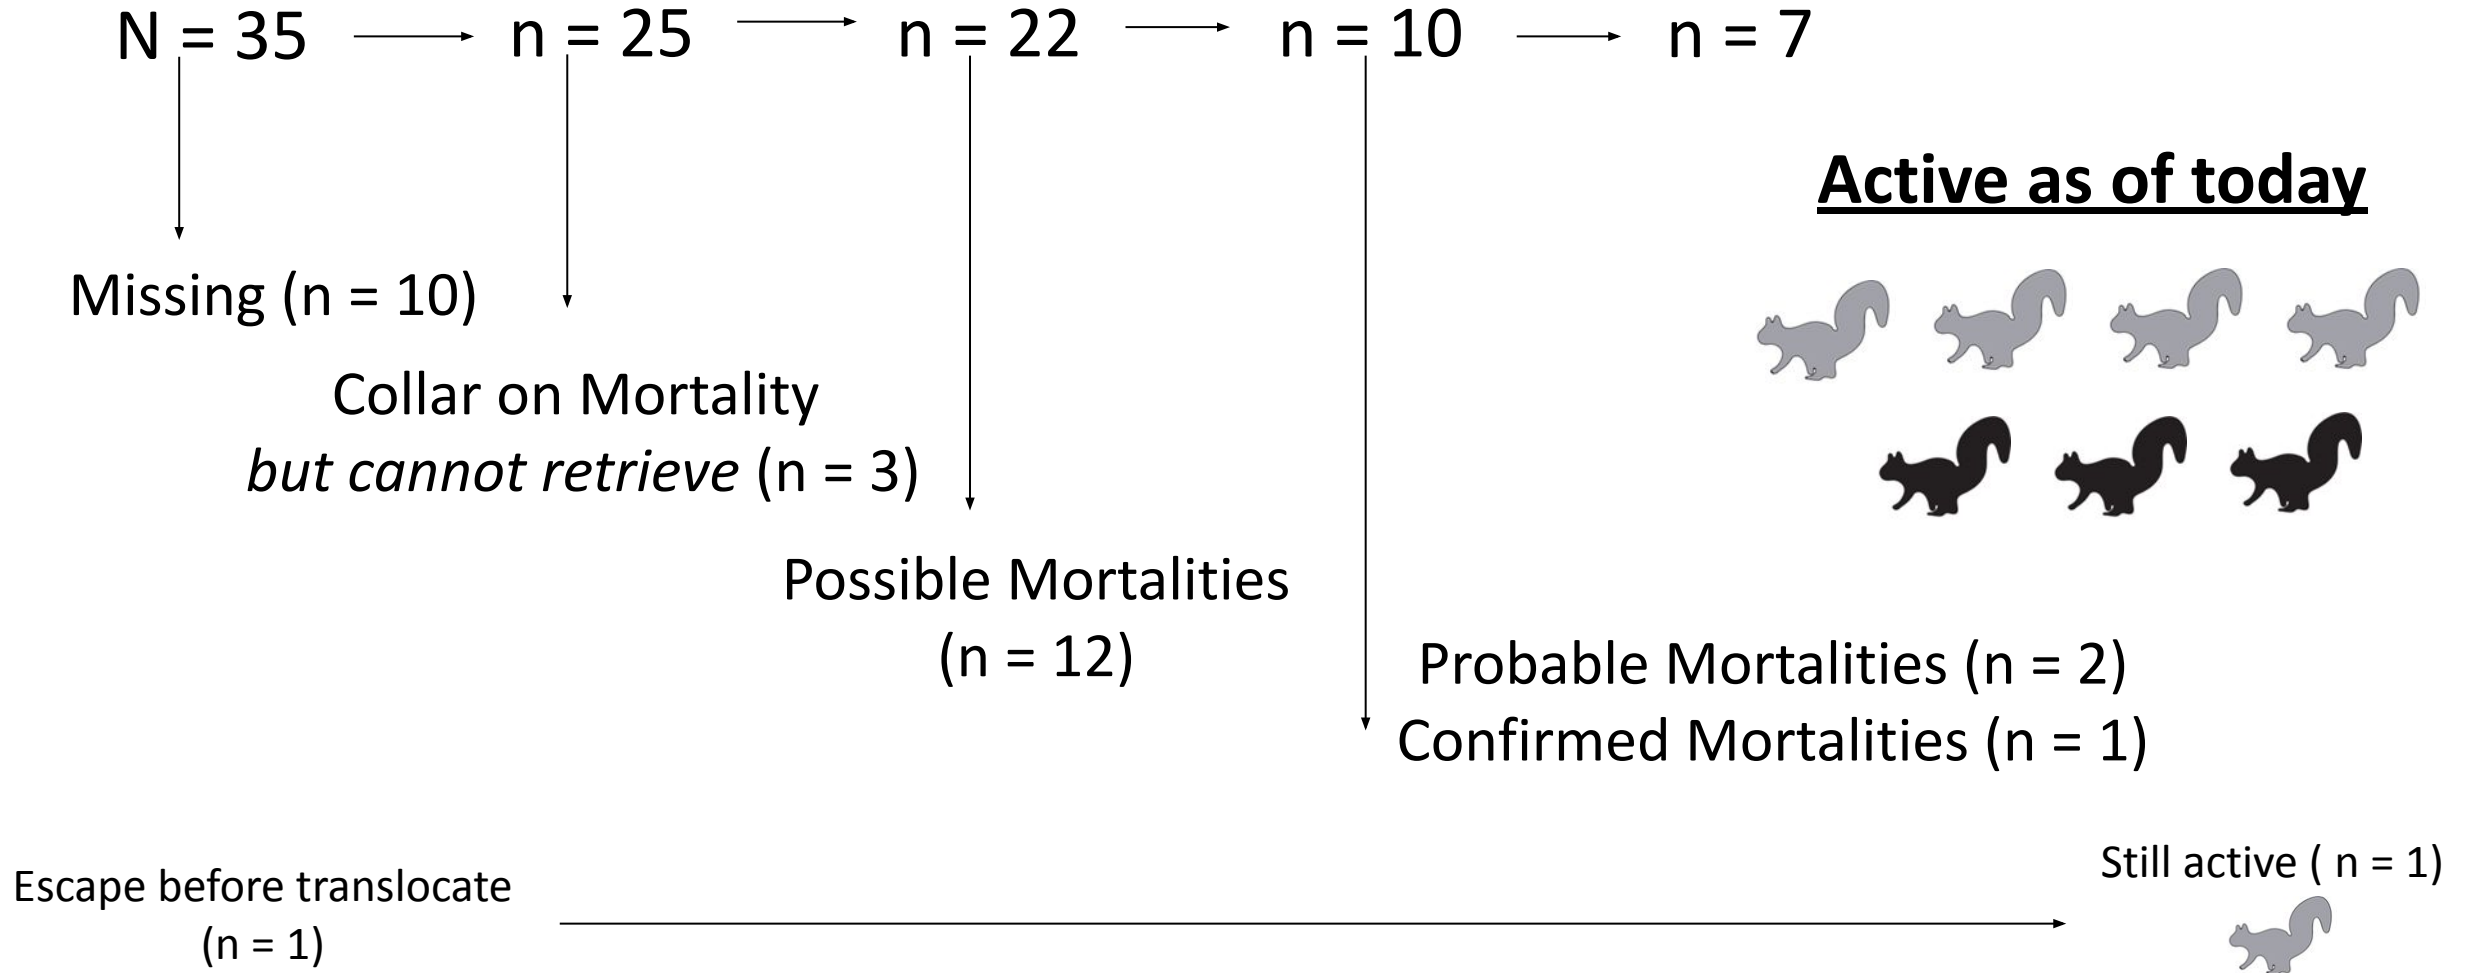 N = 35
n = 25
n = 22
n = 10
n = 7
Active as of today
Missing (n = 10)
Collar on Mortality
but cannot retrieve (n = 3)
Possible Mortalities
(n = 12)
Probable Mortalities (n = 2)
Confirmed Mortalities (n = 1)
Escape before translocate
(n = 1)
Still active ( n = 1)